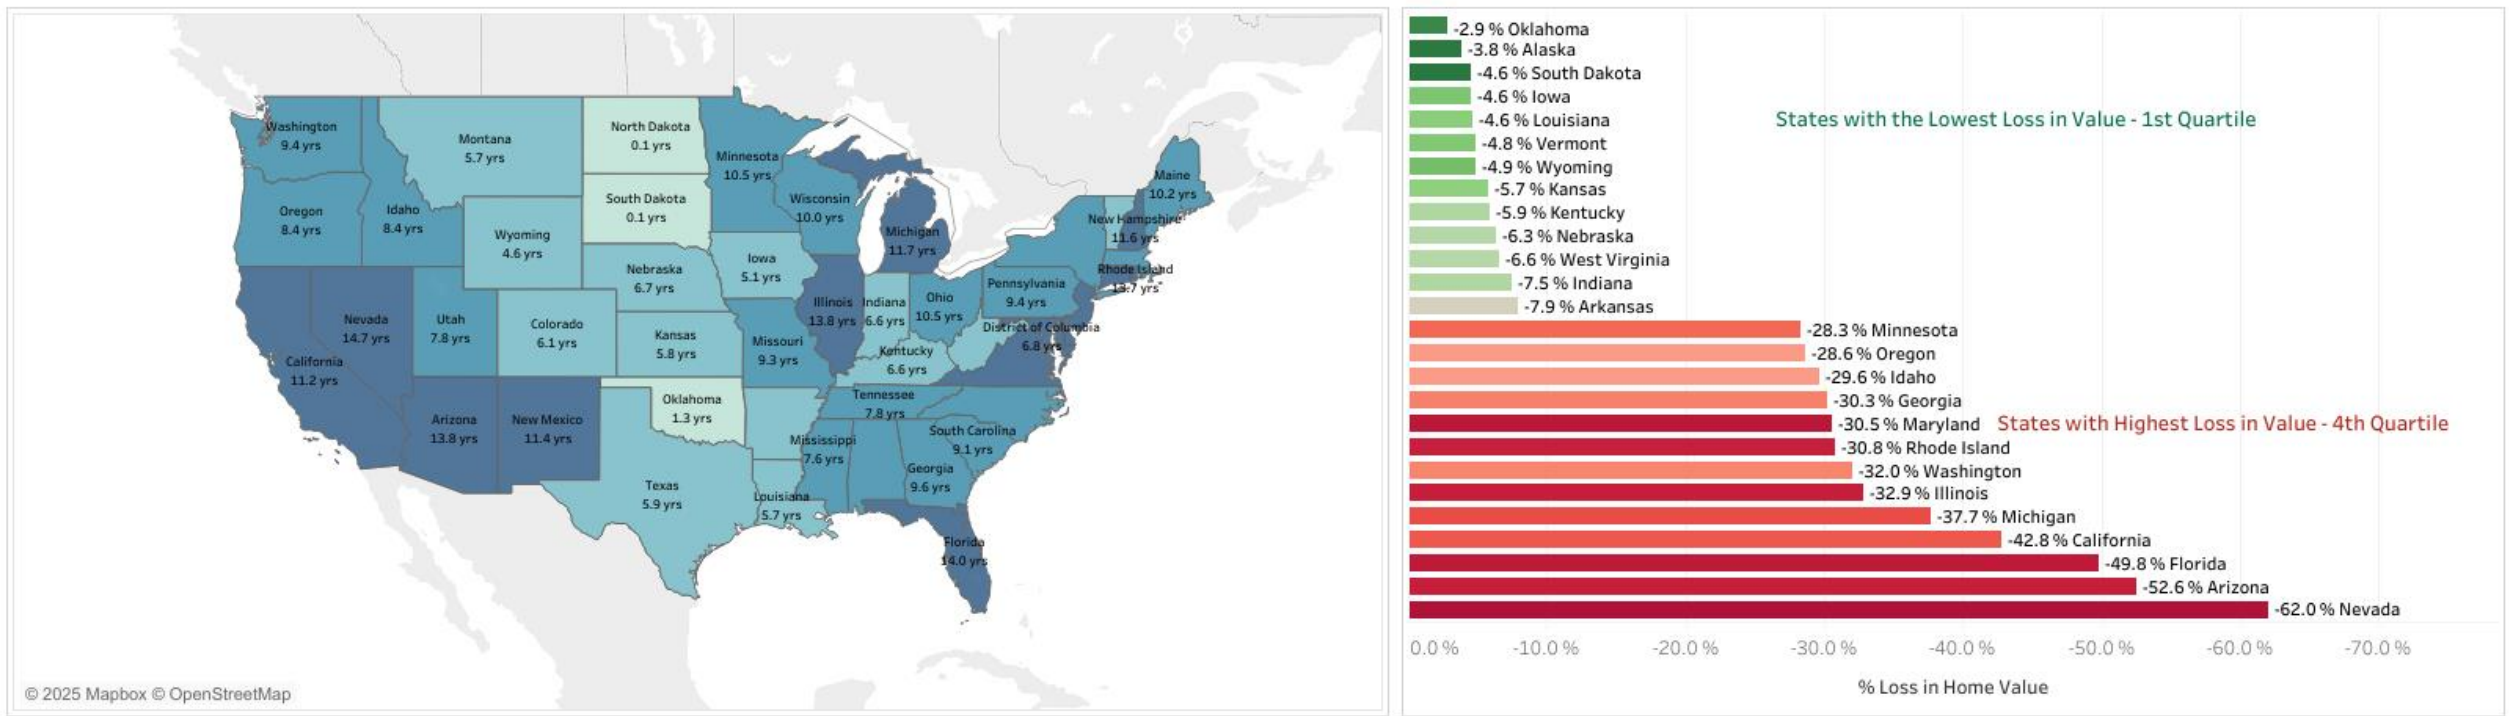 Washington
9.4 yrs
Montana
5.7 yrs
North Dakota
0.1 yrs
Minnesota
10.5 yrs
Oregon
8.4 yrs
Idaho
8.4 yrs
Wyoming
4.6 yrs
South Dakota
0.1 yrs
Wisconsin
10.0 yrs
Michigan
11.7 yrs
Maine
10.2 yrs
New Hampshire
11.6 yrs
Nebraska
6.7 yrs
Iowa
5.1 yrs
Rhode Island
13.7 yrs
Pennsylvania
9.4 yrs
Nevada
14.7 yrs
Utah
7.8 yrs
Colorado
6.1 yrs
Kansas
5.8 yrs
Missouri
9.3 yrs
Illinois
13.8 yrs
Indiana
6.6 yrs
Ohio
10.5 yrs
District of Columbia
6.8 yrs
California
11.2 yrs
Kentucky
6.6 yrs
Arizona
13.8 yrs
New Mexico
11.4 yrs
Oklahoma
1.3 yrs
Tennessee
7.8 yrs
Mississippi
7.6 yrs
South Carolina
9.1 yrs
Georgia
9.6 yrs
Texas
5.9 yrs
Louisiana
5.7 yrs
Florida
14.0 yrs
© 2025 Mapbox © OpenStreetMap
-2.9 % Oklahoma
-3.8 % Alaska
-4.6 % South Dakota
-4.6 % Iowa
-4.6 % Louisiana
States with the Lowest Loss in Value - 1st Quartile
-4.8 % Vermont
-4.9 % Wyoming
-5.7 % Kansas
-5.9 % Kentucky
-6.3 % Nebraska
-6.6 % West Virginia
-7.5 % Indiana
-7.9 % Arkansas
-28.3 % Minnesota
-28.6 % Oregon
-29.6 % Idaho
-30.3 % Georgia
-30.5 % Maryland
States with Highest Loss in Value - 4th Quartile
-30.8 % Rhode Island
-32.0 % Washington
-32.9 % Illinois
-37.7 % Michigan
-42.8 % California
-49.8 % Florida
-52.6 % Arizona
-62.0 % Nevada
0.0 % -10.0 % -20.0 % -30.0 % -40.0 % -50.0 % -60.0 % -70.0 %
% Loss in Home Value